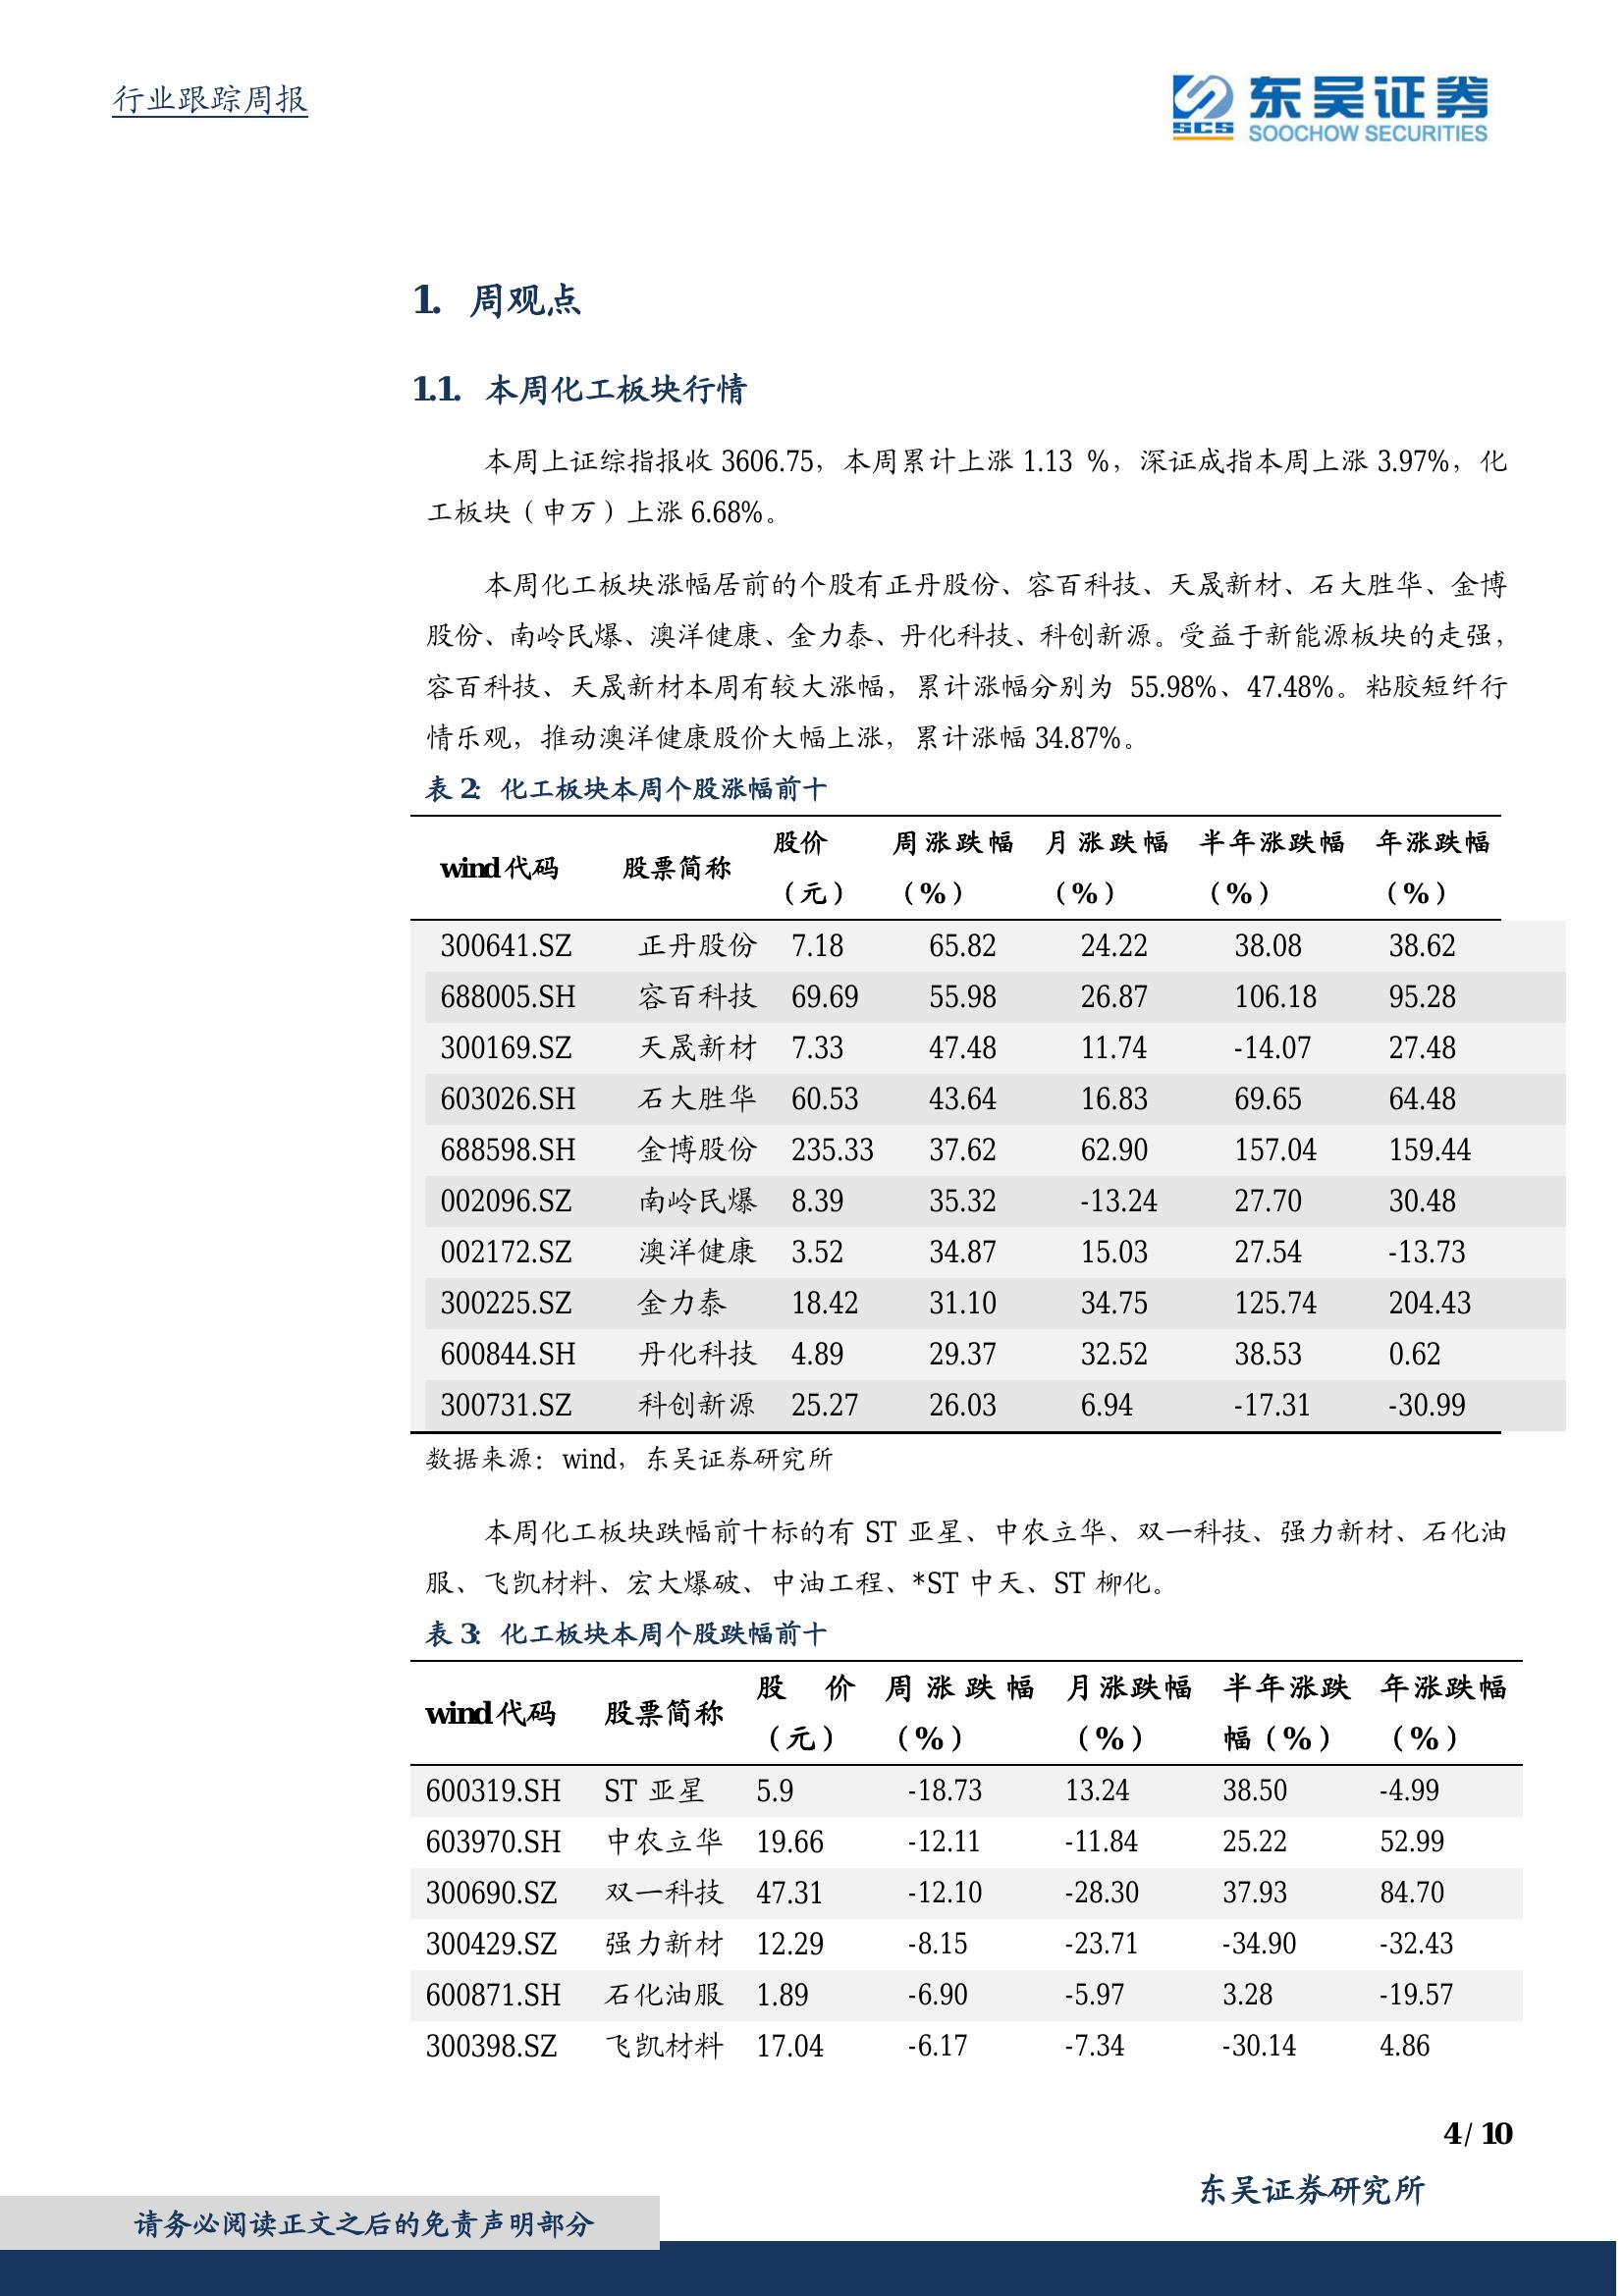 行业跟踪周报
SCS 东吴证券
SOOCHOW SECURITIES
1. 周观点
1.1. 本周化工板块行情
本周上证综指报收 3606.75，本周累计上涨 1.13 %，深证成指本周上涨 3.97%，化
工板块（申万）上涨 6.68%。
本周化工板块涨幅居前的个股有正丹股份、容百科技、天晟新材、石大胜华、金博
股份、南岭民爆、澳洋健康、金力泰、丹化科技、科创新源。受益于新能源板块的走强，
容百科技、天晟新材本周有较大涨幅，累计涨幅分别为 55.98%、47.48%。粘胶短纤行
情乐观，推动澳洋健康股价大幅上涨，累计涨幅 34.87%。
表 2：化工板块本周个股涨幅前十
wind 代码 股票简称 股价（元） 周涨跌幅（%） 月涨跌幅（%） 半年涨跌幅（%） 年涨跌幅（%）
300641.SZ 正丹股份 7.18 65.82 24.22 38.08 38.62
688005.SH 容百科技 69.69 55.98 26.87 106.18 95.28
300169.SZ 天晟新材 7.33 47.48 11.74 -14.07 27.48
603026.SH 石大胜华 60.53 43.64 16.83 69.65 64.48
688598.SH 金博股份 235.33 37.62 62.90 157.04 159.44
002096.SZ 南岭民爆 8.39 35.32 -13.24 27.70 30.48
002172.SZ 澳洋健康 3.52 34.87 15.03 27.54 -13.73
300225.SZ 金力泰 18.42 31.10 34.75 125.74 204.43
600844.SH 丹化科技 4.89 29.37 32.52 38.53 0.62
300731.SZ 科创新源 25.27 26.03 6.94 -17.31 -30.99
数据来源：wind，东吴证券研究所
本周化工板块跌幅前十标的有 ST 亚星、中农立华、双一科技、强力新材、石化油
服、飞凯材料、宏大爆破、中油工程、*ST 中天、ST 柳化。
表 3：化工板块本周个股跌幅前十
wind 代码 股票简称 股价（元） 周涨跌幅（%） 月涨跌幅（%） 半年涨跌幅（%） 年涨跌幅（%）
600319.SH ST 亚星 5.9 -18.73 13.24 38.50 -4.99
603970.SH 中农立华 19.66 -12.11 -11.84 25.22 52.99
300690.SZ 双一科技 47.31 -12.10 -28.30 37.93 84.70
300429.SZ 强力新材 12.29 -8.15 -23.71 -34.90 -32.43
600871.SH 石化油服 1.89 -6.90 -5.97 3.28 -19.57
300398.SZ 飞凯材料 17.04 -6.17 -7.34 -30.14 4.86
4 / 10
东吴证券研究所
请务必阅读正文之后的免责声明部分